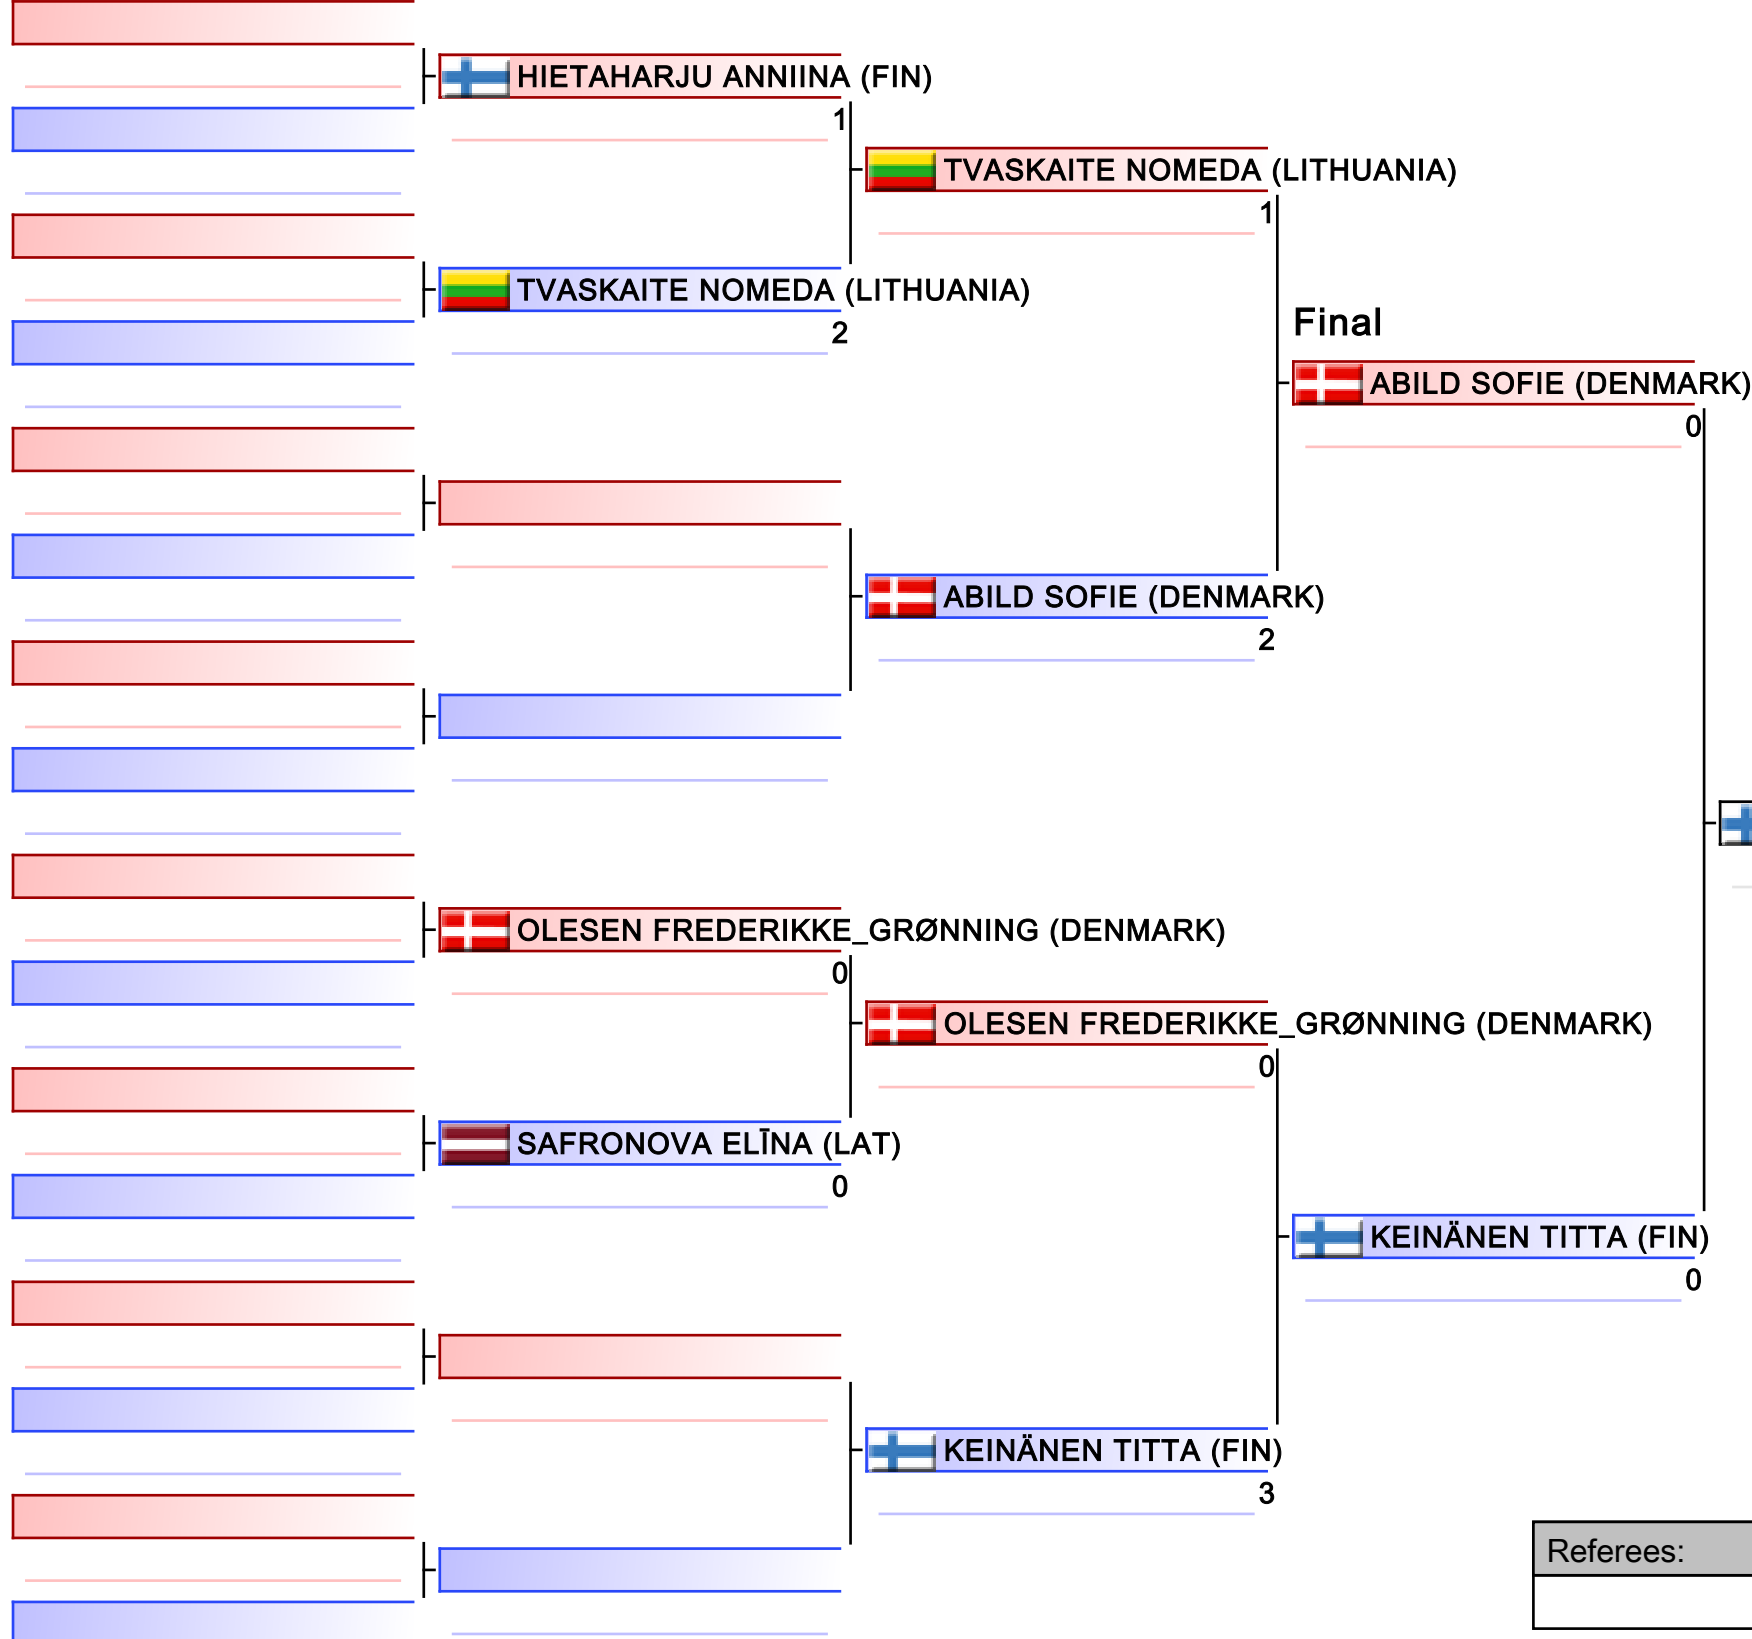 HIETAHARJU ANNIINA (FIN)
1
TVASKAITE NOMEDA (LITHUANIA)
1
TVASKAITE NOMEDA (LITHUANIA)
2
Final
ABILD SOFIE (DENMARK)
0
ABILD SOFIE (DENMARK)
2
OLESEN FREDERIKKE_GRØNNING (DENMARK)
0
OLESEN FREDERIKKE_GRØNNING (DENMARK)
0
SAFRONOVA ELĪNA (LAT)
0
KEINÄNEN TITTA (FIN)
0
KEINÄNEN TITTA (FIN)
3
Referees: